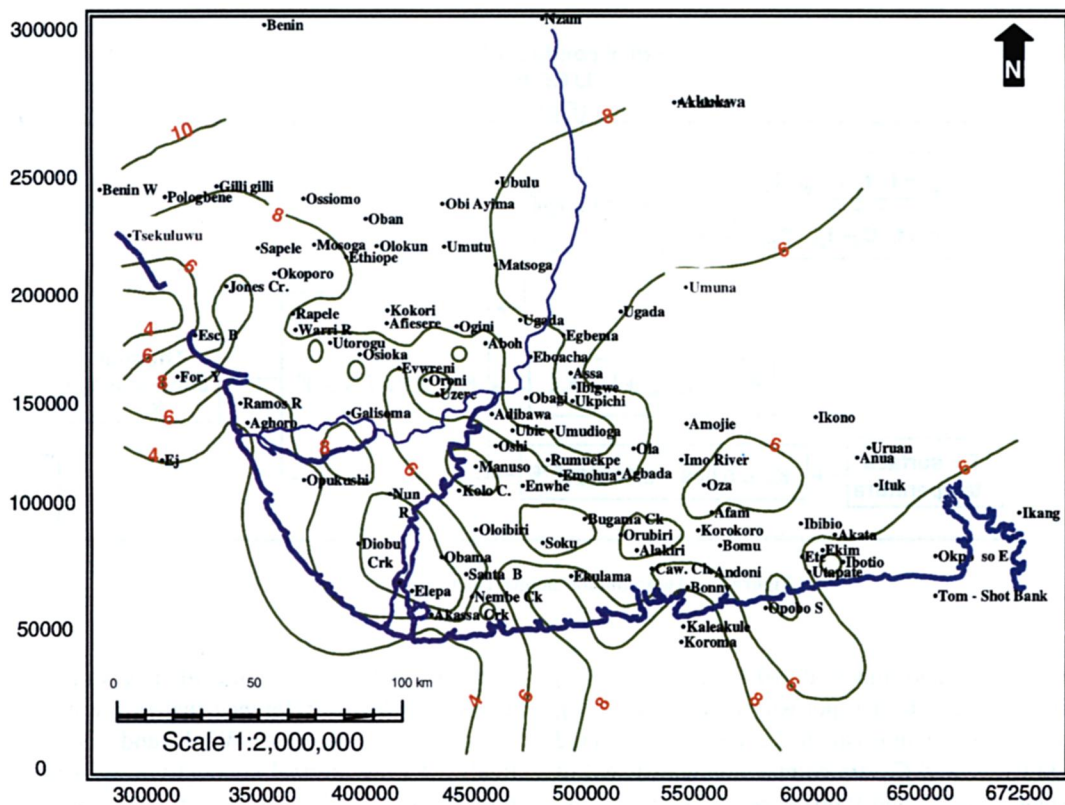 300000
Benin
Nzam
N
Akukwa
10
8
250000
Benin W
Pologbene
Gilli gilli
Ossiomo
Ubulu
Obi Ayima
8
Oban
Tsekuluwu
Sapele
Mosoga
Olokun
Umutu
Ethiope
6
6
Matsoga
Okoporo
Jones Cr.
Umuna
200000
Rapele
Kokori
Ugada
Ugada
Warri R
Afiesere
Ogini
4
Esc. B
Utorogu
Aboh
Egbema
6
Osioka
Ebocha
8
For. Y
Evwreni
Oroni
Assa
Ibigwe
Uzere
Obagi
Ukpichi
150000
Ramos R
Galisoma
Adibawa
Ikono
6
Aghoro
Ubie
Umudioga
Amojie
8
Oshi
Ola
6
Uruan
4
Ej
6
Manuso
Rumuekpe
Imo River
Anua
6
Opukushi
Emohua
Agbada
Nun
R
Kolo C.
Enwhe
Oza
Ituk
100000
Bugama Ck
Afam
Ikang
Oloibiri
Orubiri
Korokoro
Ibibio
Akata
Diobu
Crk
Soku
Alakiri
Bomu
Ekim
Obama
Ete
Ibotio
Okpo so E
Santa B
Ekulama
Caw. Ch
Andoni
Utapate
Elepa
Nembe Ck
Bonny
Tom - Shot Bank
Akassa Crk
Opobo S
50000
Kaleakule
Koroma
0 50 100 km
4
6
8
8
6
Scale 1:2,000,000
0
300000 350000 400000 450000 500000 550000 600000 650000 672500